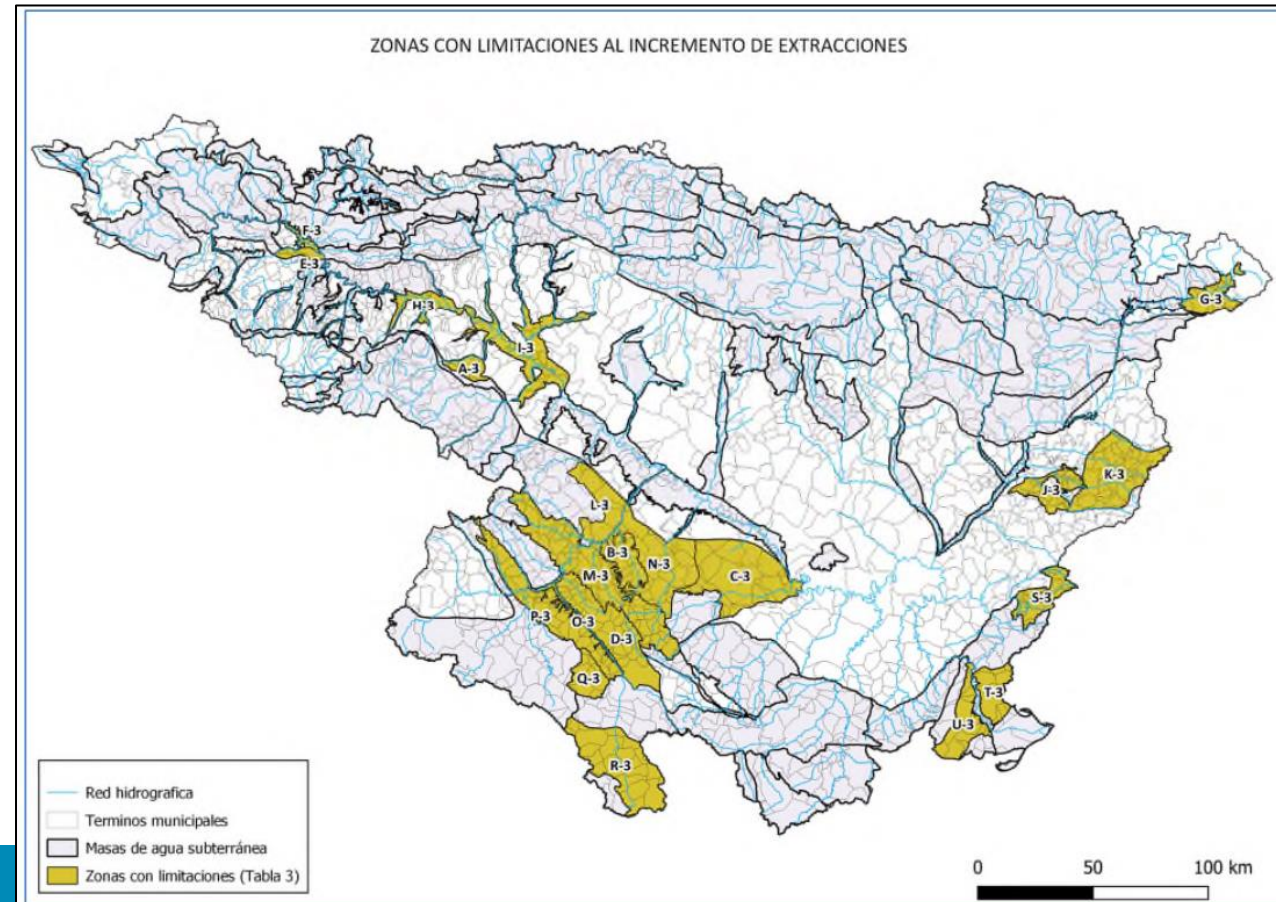 ZONAS CON LIMITACIONES AL INCREMENTO DE EXTRACCIONES
F-3
E-3
G-3
H-3
I-3
A-3
K-3
J-3
L-3
B-3
N-3
C-3
M-3
S-3
P-3
O-3
D-3
Q-3
T-3
U-3
R-3
Red hidrografica
Terminos municipales
Masas de agua subterránea
Zonas con limitaciones (Tabla 3)
0 50 100 km